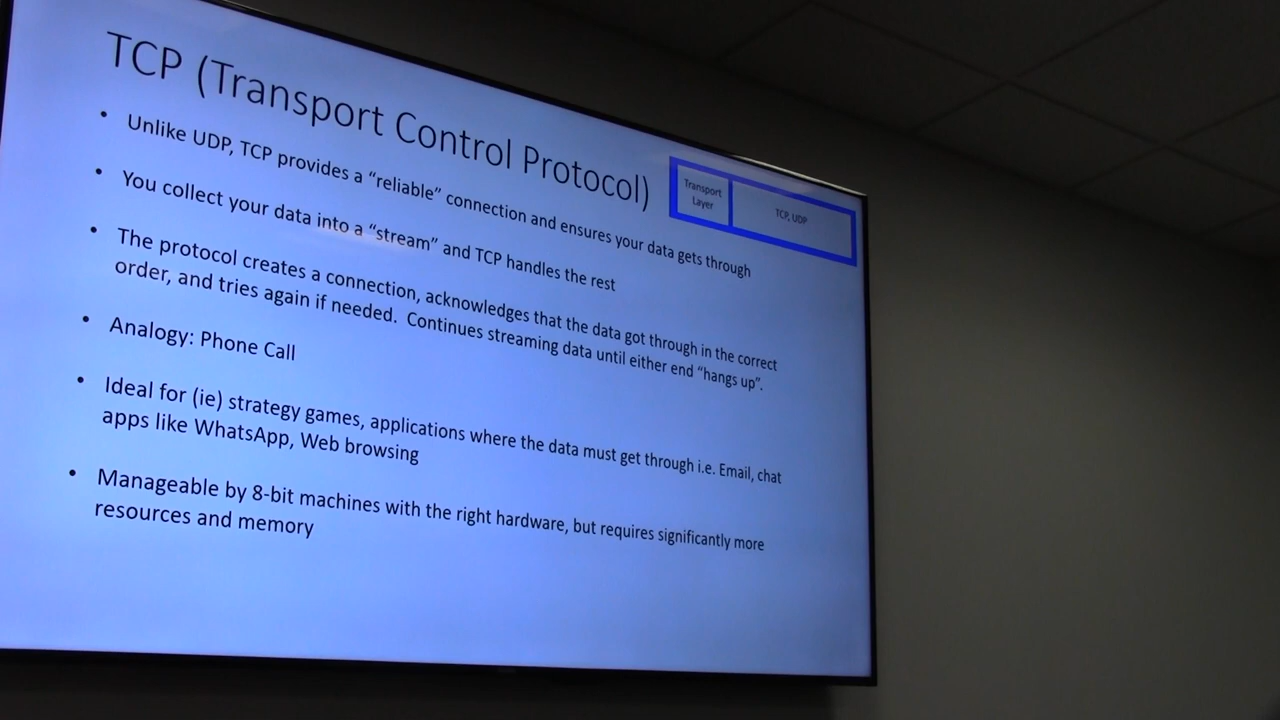 TCP (Transport Control Protocol)
Transport
Layer
TCP, UDP
• Unlike UDP, TCP provides a “reliable” connection and ensures your data gets through
• You collect your data into a “stream” and TCP handles the rest
• The protocol creates a connection, acknowledges that the data got through in the correct
order, and tries again if needed. Continues streaming data until either end “hangs up”.
• Analogy: Phone Call
• Ideal for (ie) strategy games, applications where the data must get through i.e. Email, chat
apps like WhatsApp, Web browsing
• Manageable by 8-bit machines with the right hardware, but requires significantly more
resources and memory